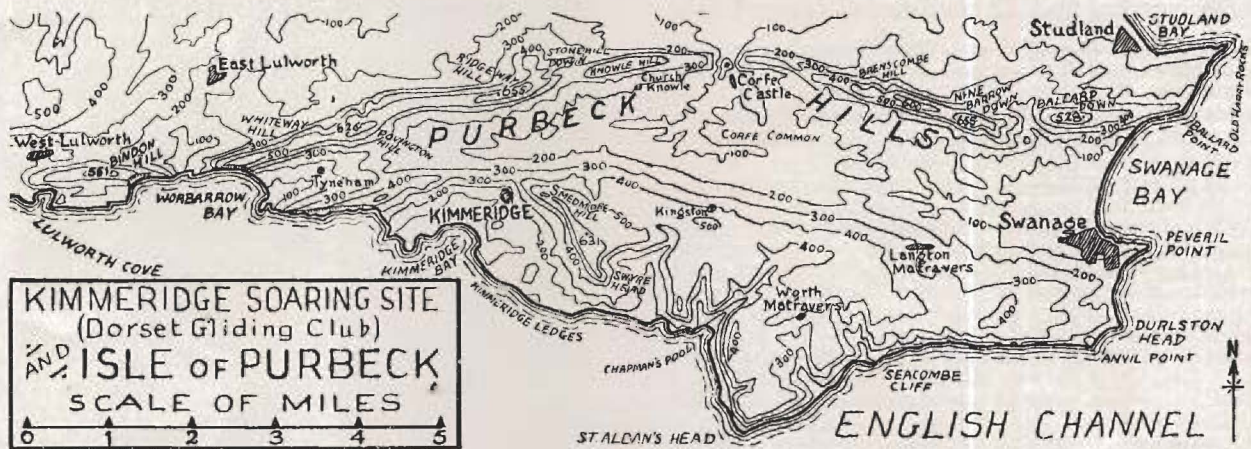 STUDLAND BAY
Studland
OLD HARRY ROCKS
East Lulworth
RIDGEWAY HILL
STONEHILL DOWN
KNOWLE HILL
Church Knowle
Corfe Castle
BRENSCOMBE HILL
NINE BARROW DOWN
BALLARD DOWN
BALLARD POINT
PURBECK HILLS
West-Lulworth
BINDON HILL
WHITEWAY HILL
POVINGTON HILL
CORFE COMMON
SWANAGE BAY
WORBARROW BAY
Tyneham
KIMMERIDGE
SMEDMORE HILL
Kingston
Swanage
PEVERIL POINT
LULWORTH COVE
KIMMERIDGE BAY
SWYRE HEAD
Langton Matravers
Worth Matravers
KIMMERIDGE LEDGES
CHAPMAN'S POOL
DURLSTON HEAD
ANVIL POINT
SEACOMBE CLIFF
ST. ALDAN'S HEAD
ENGLISH CHANNEL
N
KIMMERIDGE SOARING SITE
(Dorset Gliding Club)
AND ISLE OF PURBECK
SCALE OF MILES
0 1 2 3 4 5
561
626
655
631
655
528